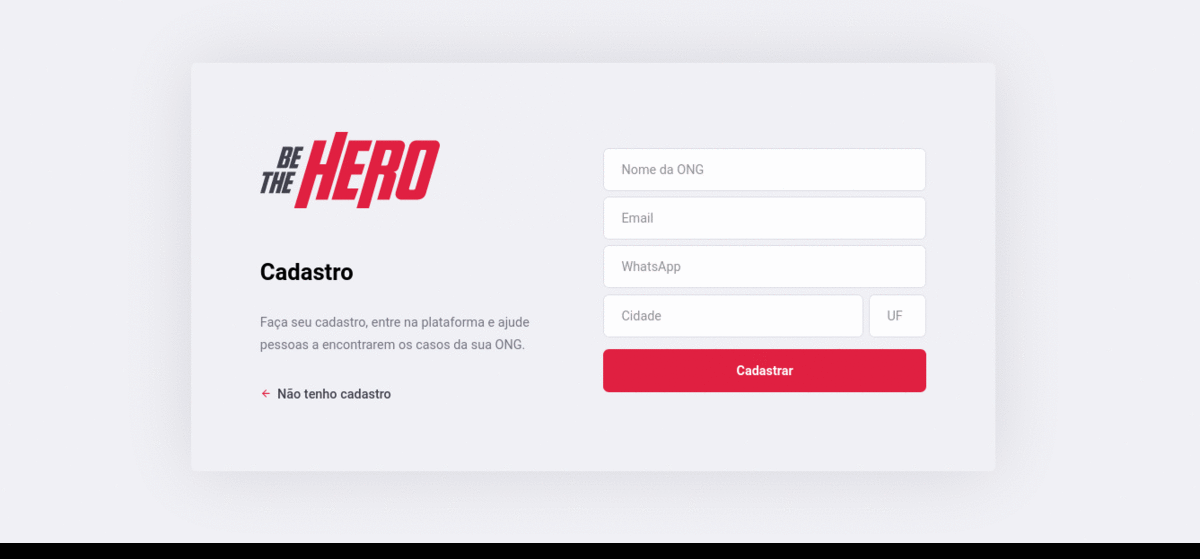 BE
THE HERO
Cadastro
Faça seu cadastro, entre na plataforma e ajude
pessoas a encontrarem os casos da sua ONG.
Não tenho cadastro
Nome da ONG
Email
WhatsApp
Cidade UF
Cadastrar